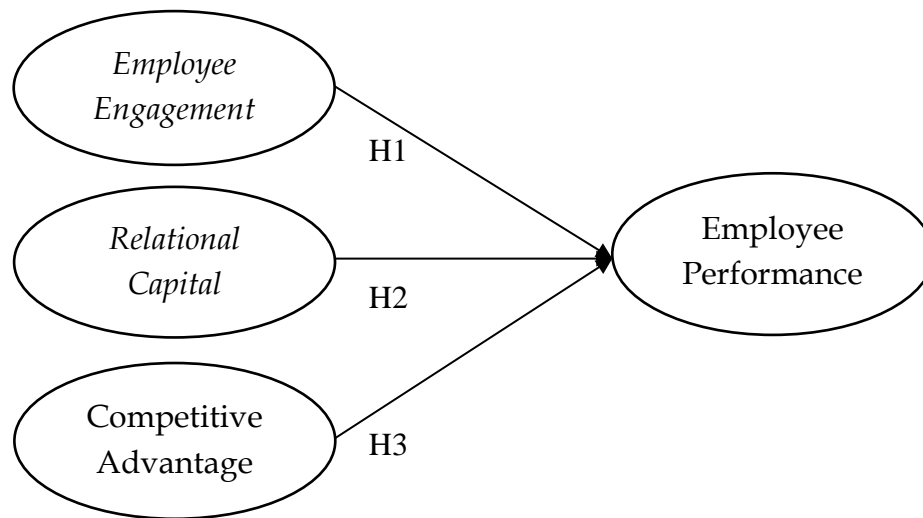 Employee
Engagement
H1
Relational
Capital
H2
Employee
Performance
Competitive
Advantage
H3